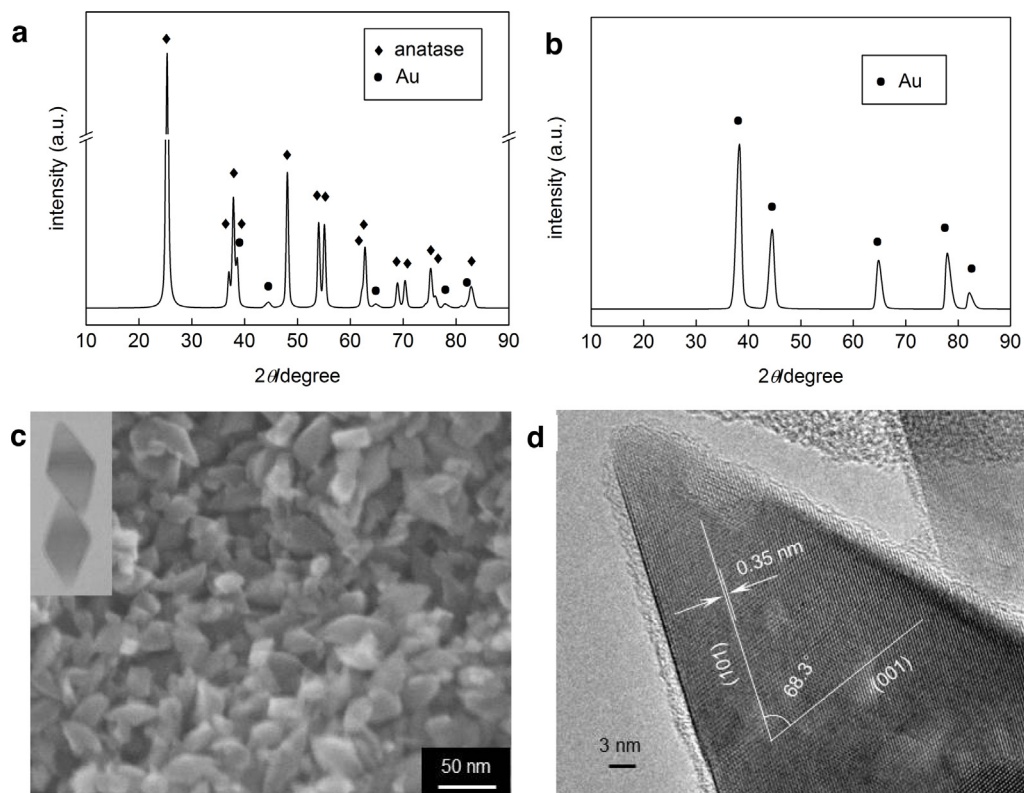 a
anatase
Au
intensity (a.u.)
10 20 30 40 50 60 70 80 90
2θ/degree
b
Au
intensity (a.u.)
10 20 30 40 50 60 70 80 90
2θ/degree
c
50 nm
d
0.35 nm
(101)
68.3°
(001)
3 nm